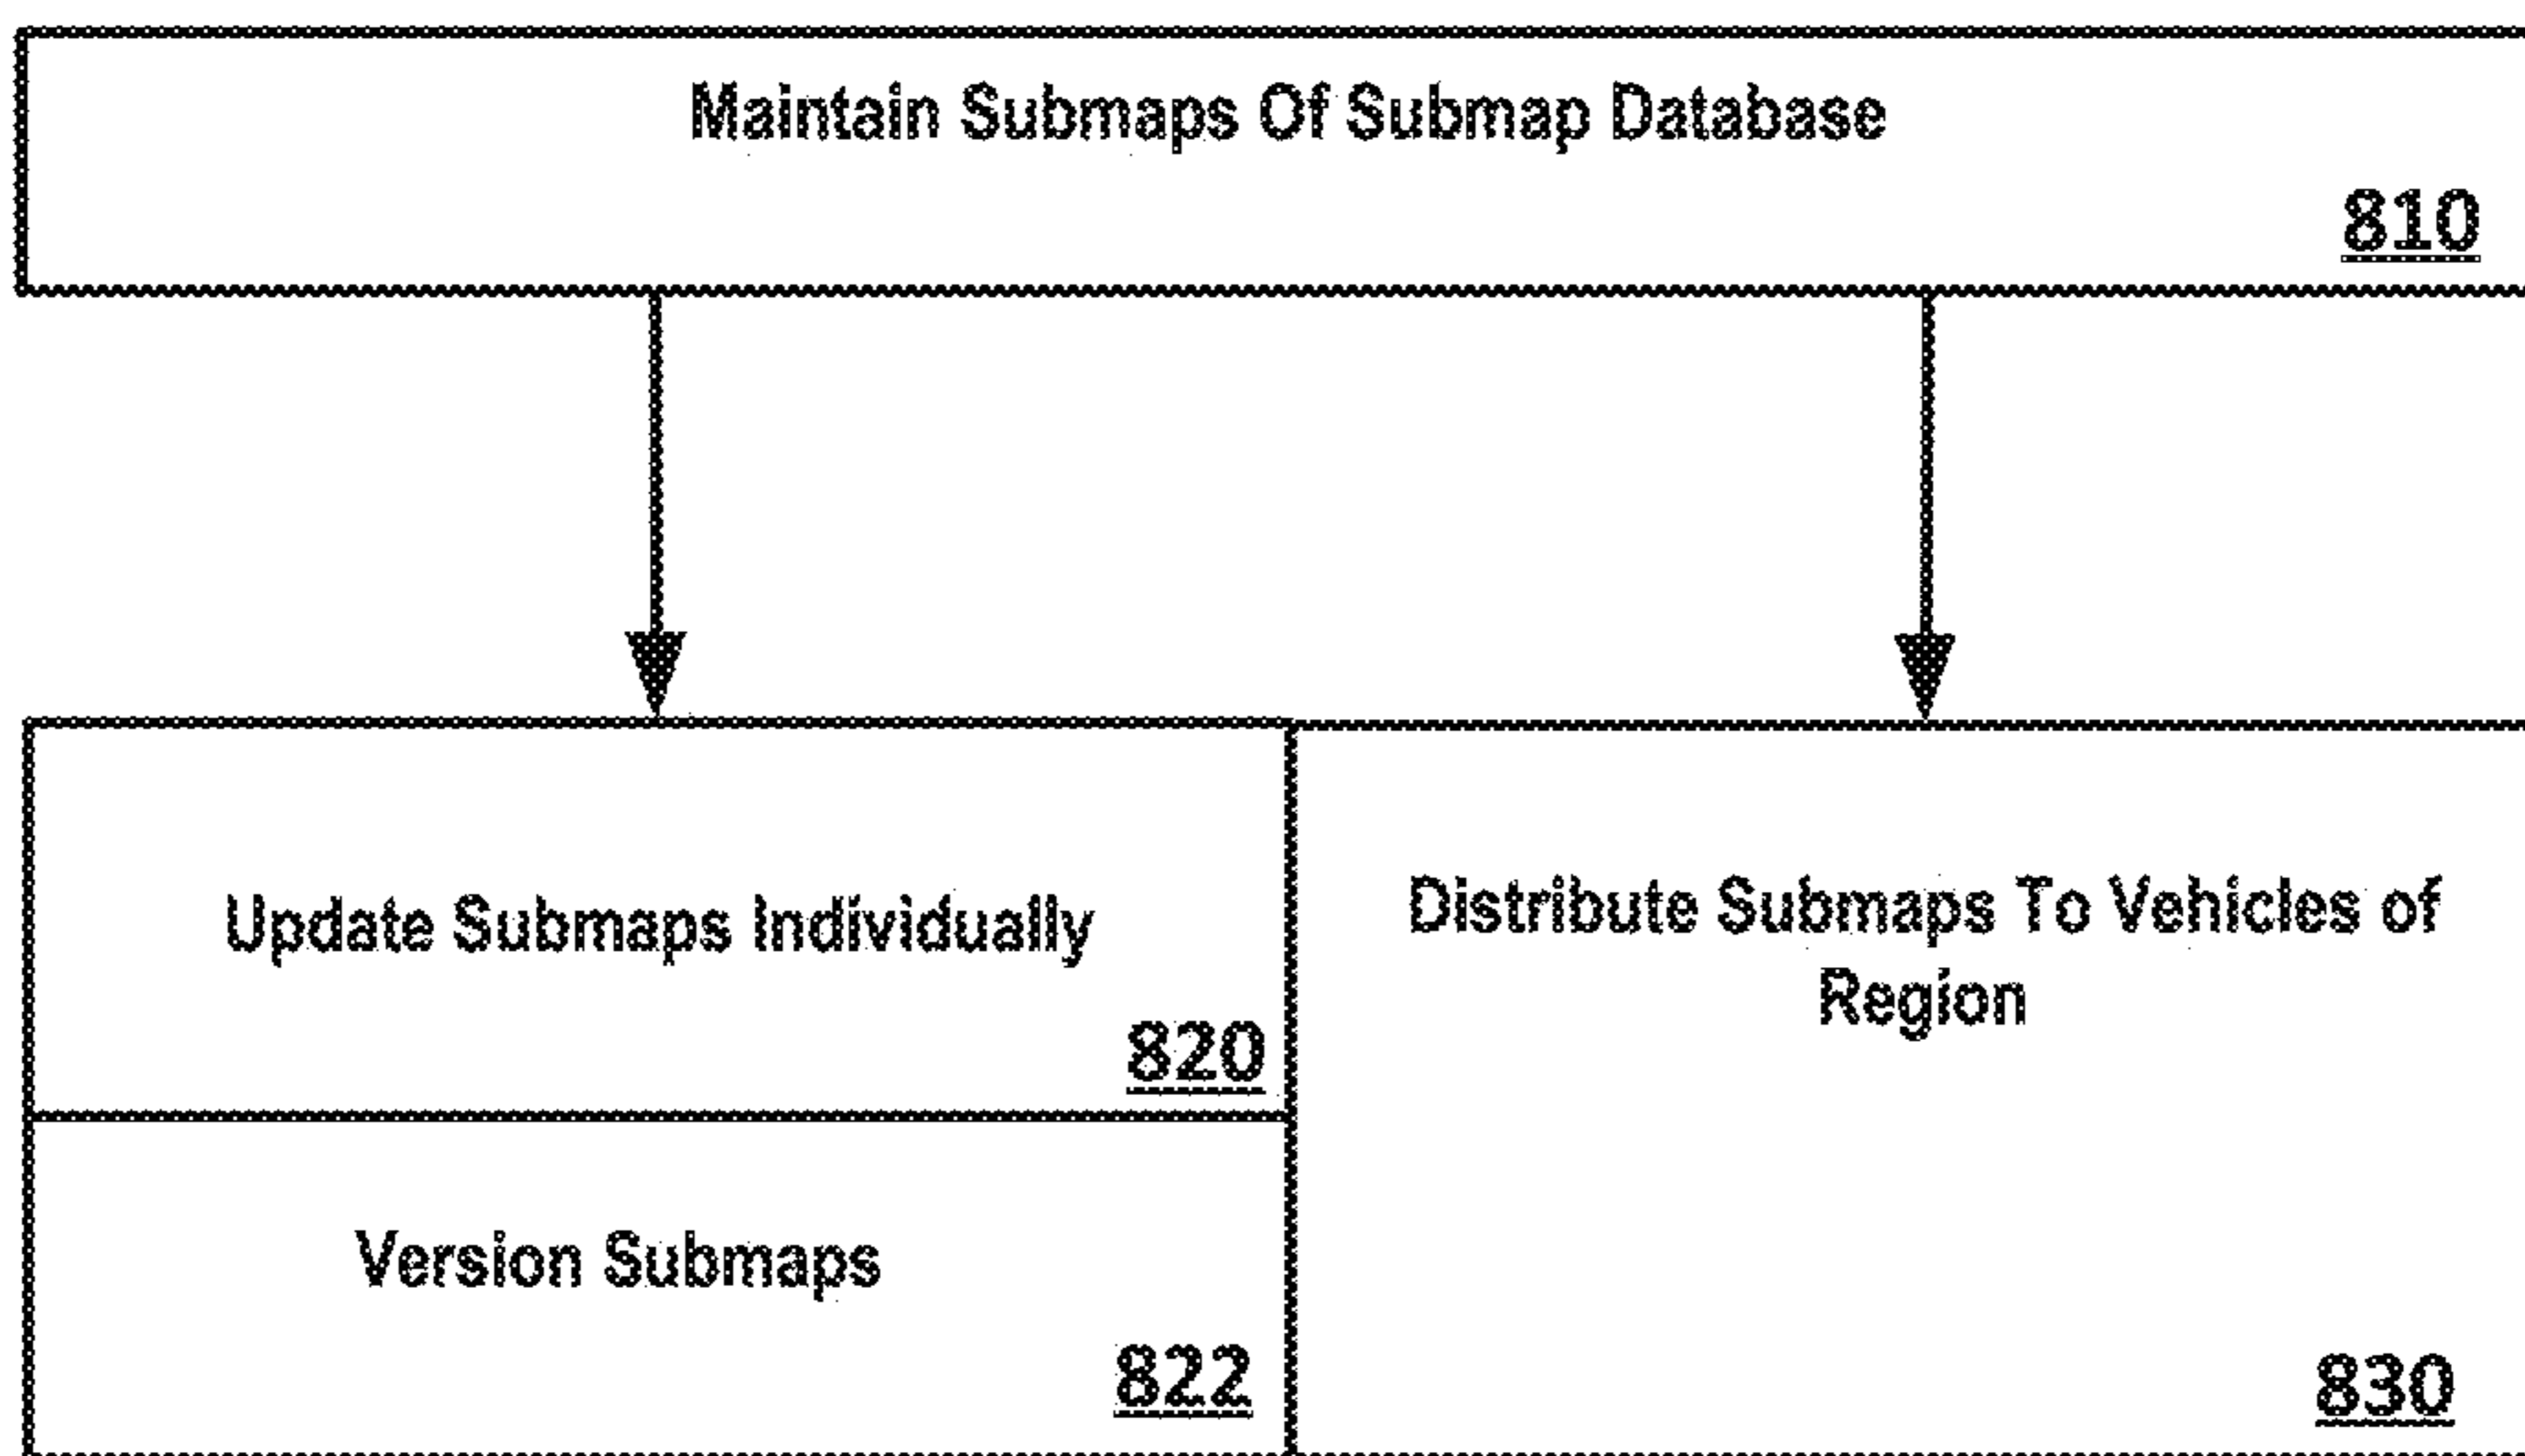 Maintain Submaps Of Submap Database
810
Update Submaps Individually
820
Version Submaps
822
Distribute Submaps To Vehicles of
Region
830